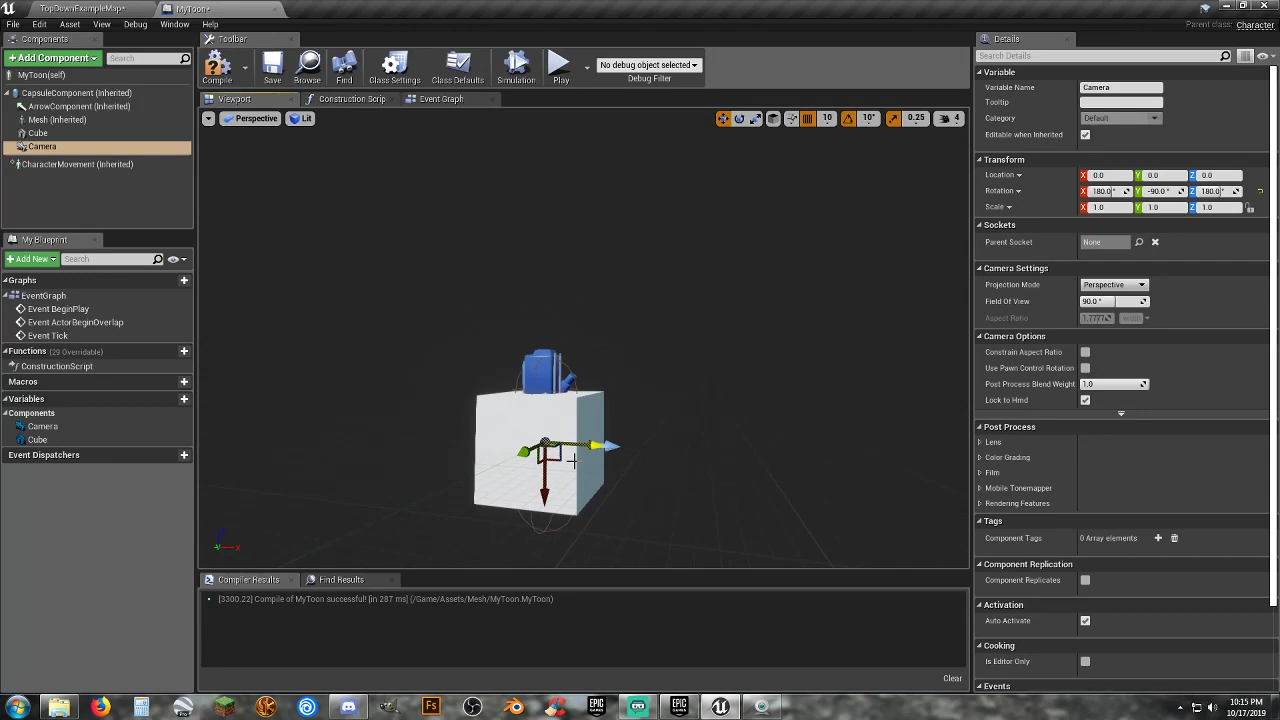 TopDownExampleMap*
MyToon*
File Edit Asset View Debug Window Help
Parent class: Character
Components
Toolbar
Details
+Add Component
Search
MyToon(self)
CapsuleComponent (Inherited)
ArrowComponent (Inherited)
Mesh (Inherited)
Cube
Camera
CharacterMovement (Inherited)
Compile
Save
Browse
Find
Class Settings
Class Defaults
Simulation
Play
No debug object selected
Debug Filter
Viewport
Construction Scrip
Event Graph
Perspective
Lit
10
10°
0.25
4
My Blueprint
+Add New
Search
Graphs
EventGraph
Event BeginPlay
Event ActorBeginOverlap
Event Tick
Functions (29 Overridable)
ConstructionScript
Macros
Variables
Components
Camera
Cube
Event Dispatchers
Compiler Results
Find Results
[3300.22] Compile of MyToon successful! [in 287 ms] (/Game/Assets/Mesh/MyToon.MyToon)
Clear
Search Details
Variable
Variable Name Camera
Tooltip
Category Default
Editable when Inherited
Transform
Location X 0.0 Y 0.0 Z 0.0
Rotation X 180.0 ° Y -90.0 ° Z 180.0 °
Scale X 1.0 Y 1.0 Z 1.0
Sockets
Parent Socket None
Camera Settings
Projection Mode Perspective
Field Of View 90.0 °
Aspect Ratio 1.7777
Camera Options
Constrain Aspect Ratio
Use Pawn Control Rotation
Post Process Blend Weight 1.0
Lock to Hmd
Post Process
Lens
Color Grading
Film
Mobile Tonemapper
Rendering Features
Tags
Component Tags 0 Array elements
Component Replication
Component Replicates
Activation
Auto Activate
Cooking
Is Editor Only
Events
10:15 PM
10/17/2019